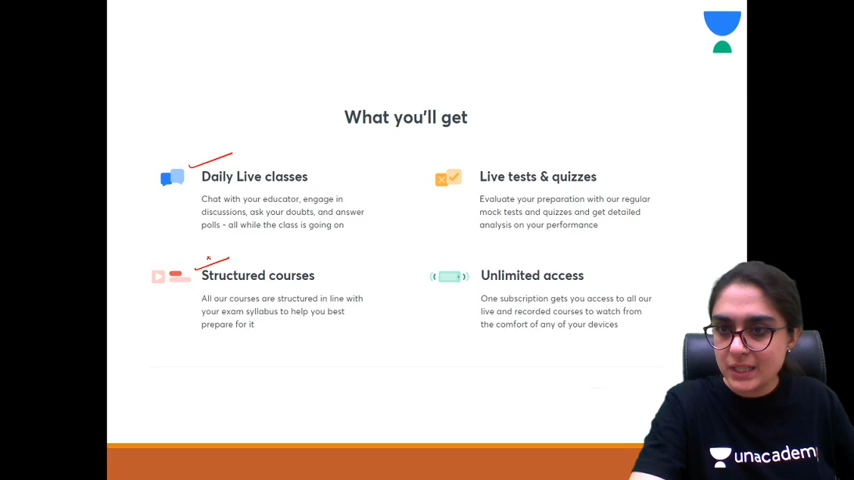 What you'll get
Daily Live classes
Chat with your educator, engage in
discussions, ask your doubts, and answer
polls - all while the class is going on
Live tests & quizzes
Evaluate your preparation with our regular
mock tests and quizzes and get detailed
analysis on your performance
Structured courses
All our courses are structured in line with
your exam syllabus to help you best
prepare for it
Unlimited access
One subscription gets you access to all our
live and recorded courses to watch from
the comfort of any of your devices
unacadem